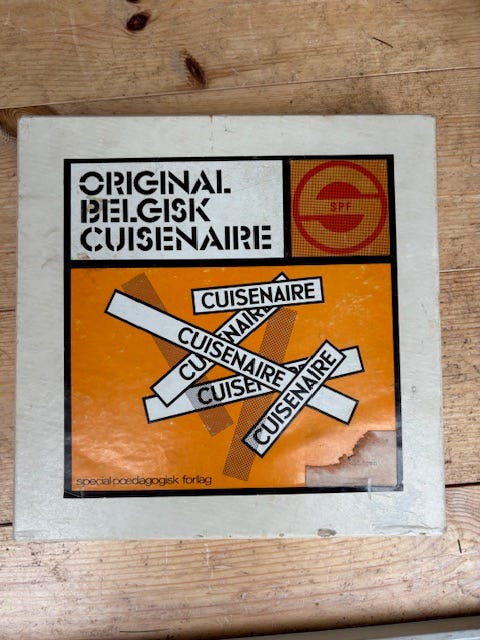 ORIGINAL
BELGISK
CUISENAIRE
SPF
CUISENAIRE
CUISENAIRE
CUISENAIRE
CUISENAIRE
CUISENAIRE
special-pædagogisk forlag